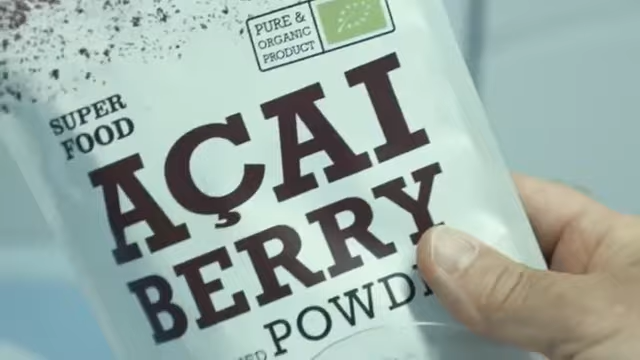 PURE &
ORGANIC
PRODUCT
SUPER
FOOD
AÇAI
BERRY
POWD